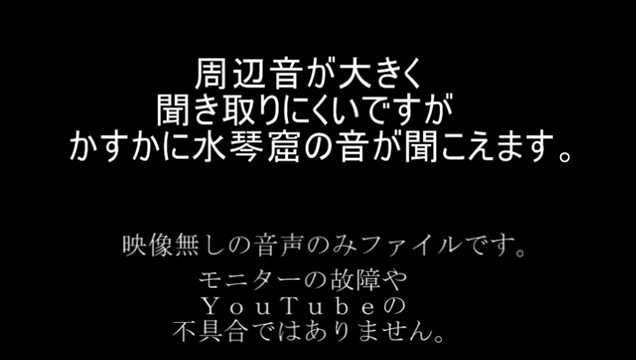 周辺音が大きく
聞き取りにくいですが
かすかに水琴窟の音が聞こえます。
映像無しの音声のみファイルです。
モニターの故障や
ＹｏｕＴｕｂｅの
不具合ではありません。